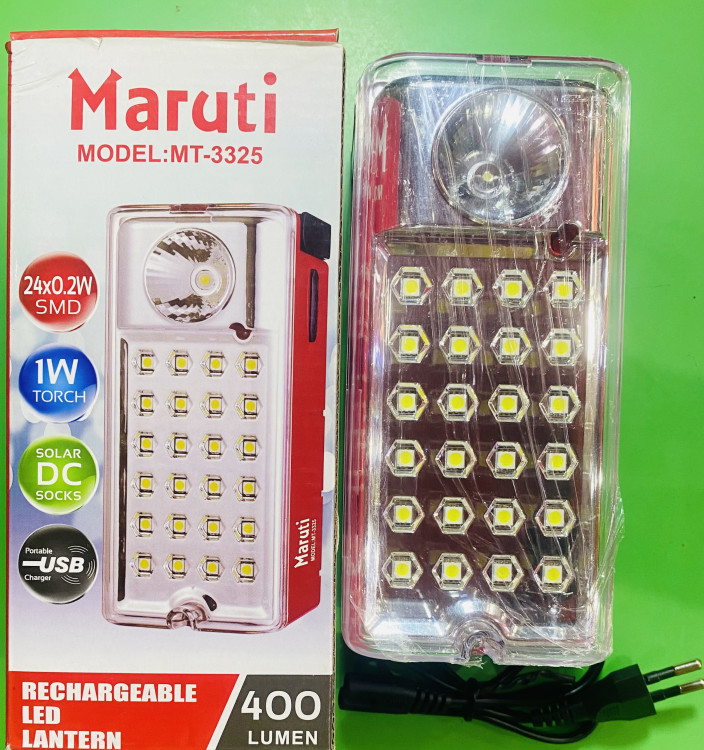 Maruti
MODEL:MT-3325
24x0.2W
SMD
1W
TORCH
SOLAR
DC
SOCKS
Portable
USB
Charger
Maruti
MODEL:MT-3325
RECHARGEABLE
LED
LANTERN
400
LUMEN